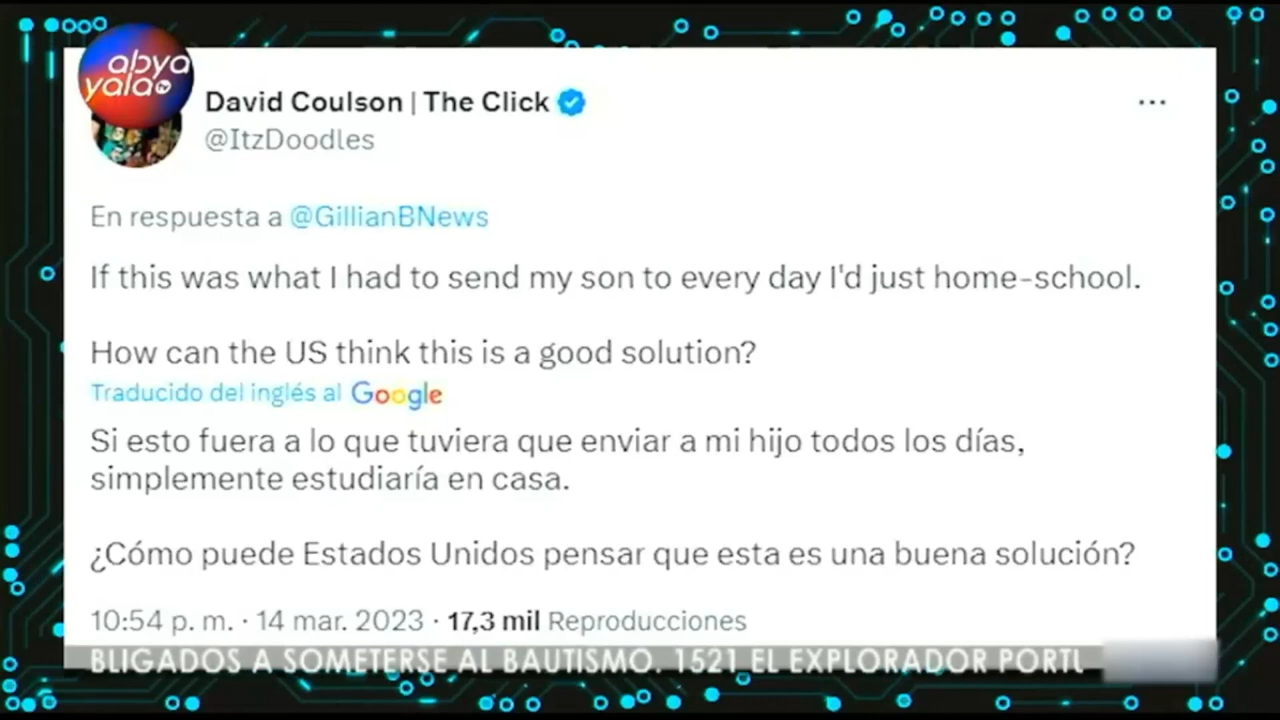 abya
yala tv
David Coulson | The Click
@ItzDoodles
En respuesta a @GillianBNews
If this was what I had to send my son to every day I'd just home-school.
How can the US think this is a good solution?
Traducido del inglés al Google
Si esto fuera a lo que tuviera que enviar a mi hijo todos los días,
simplemente estudiaría en casa.
¿Cómo puede Estados Unidos pensar que esta es una buena solución?
10:54 p. m. · 14 mar. 2023 · 17,3 mil Reproducciones
BLIGADOS A SOMETERSE AL BAUTISMO. 1521 EL EXPLORADOR PORTU